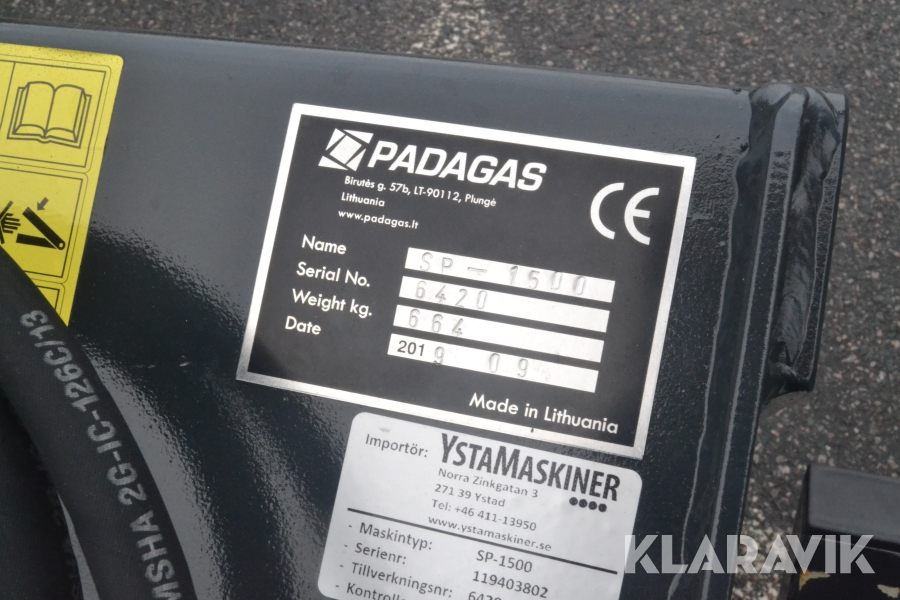 KLARAVIK
PADAGAS
Birutės g. 57b, LT-90112, Plungė
Lithuania
www.padagas.lt
CE
Name SP-1500
Serial No. 6420
Weight kg. 664
Date 2019 09
Made in Lithuania
Importör: YSTAMASKINER
Norra Zinkgatan 3
271 39 Ystad
Tel: +46 411-13950
www.ystamaskiner.se
- Maskintyp: SP-1500
- Serienr: 119403802
- Tillverkningsnr:
MSHA 2G-IC-126C/13
KLARAVIK